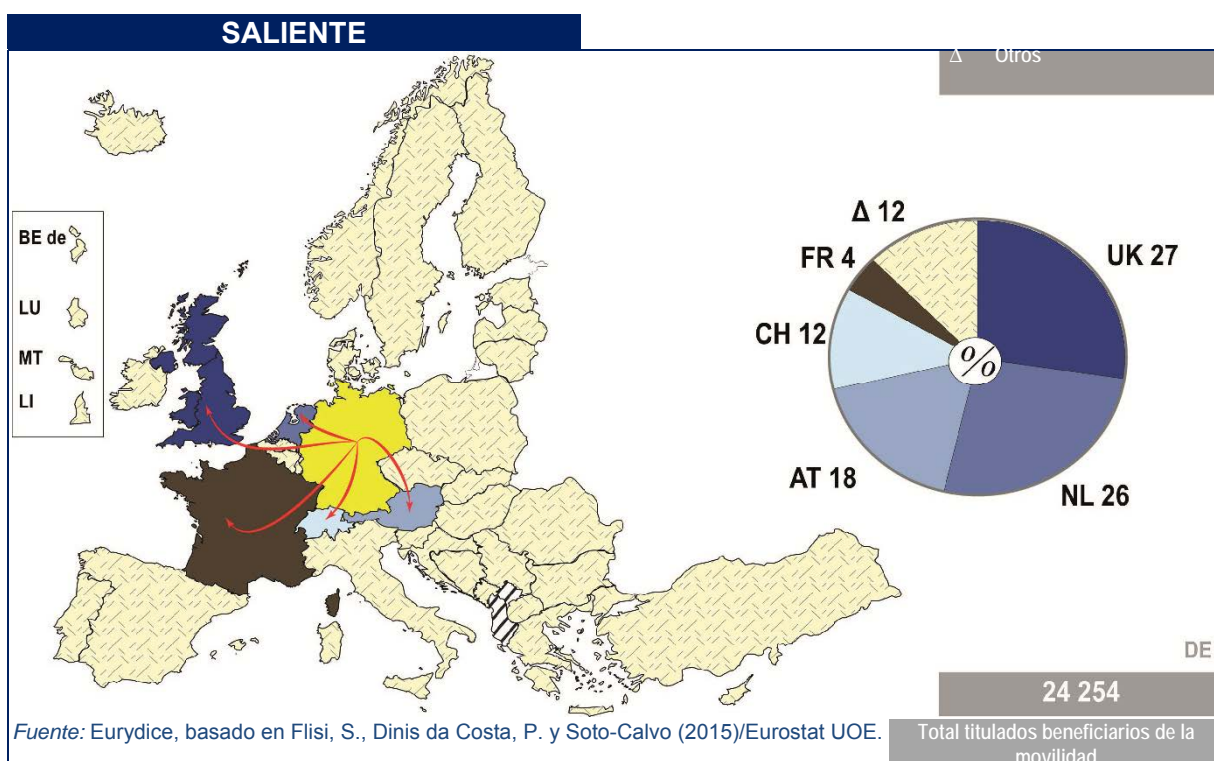 SALIENTE
Δ Otros
BE de
LU
MT
LI
Δ 12
FR 4
UK 27
CH 12
%
AT 18
NL 26
DE
24 254
Fuente: Eurydice, basado en Flisi, S., Dinis da Costa, P. y Soto-Calvo (2015)/Eurostat UOE.
Total titulados beneficiarios de la
movilidad